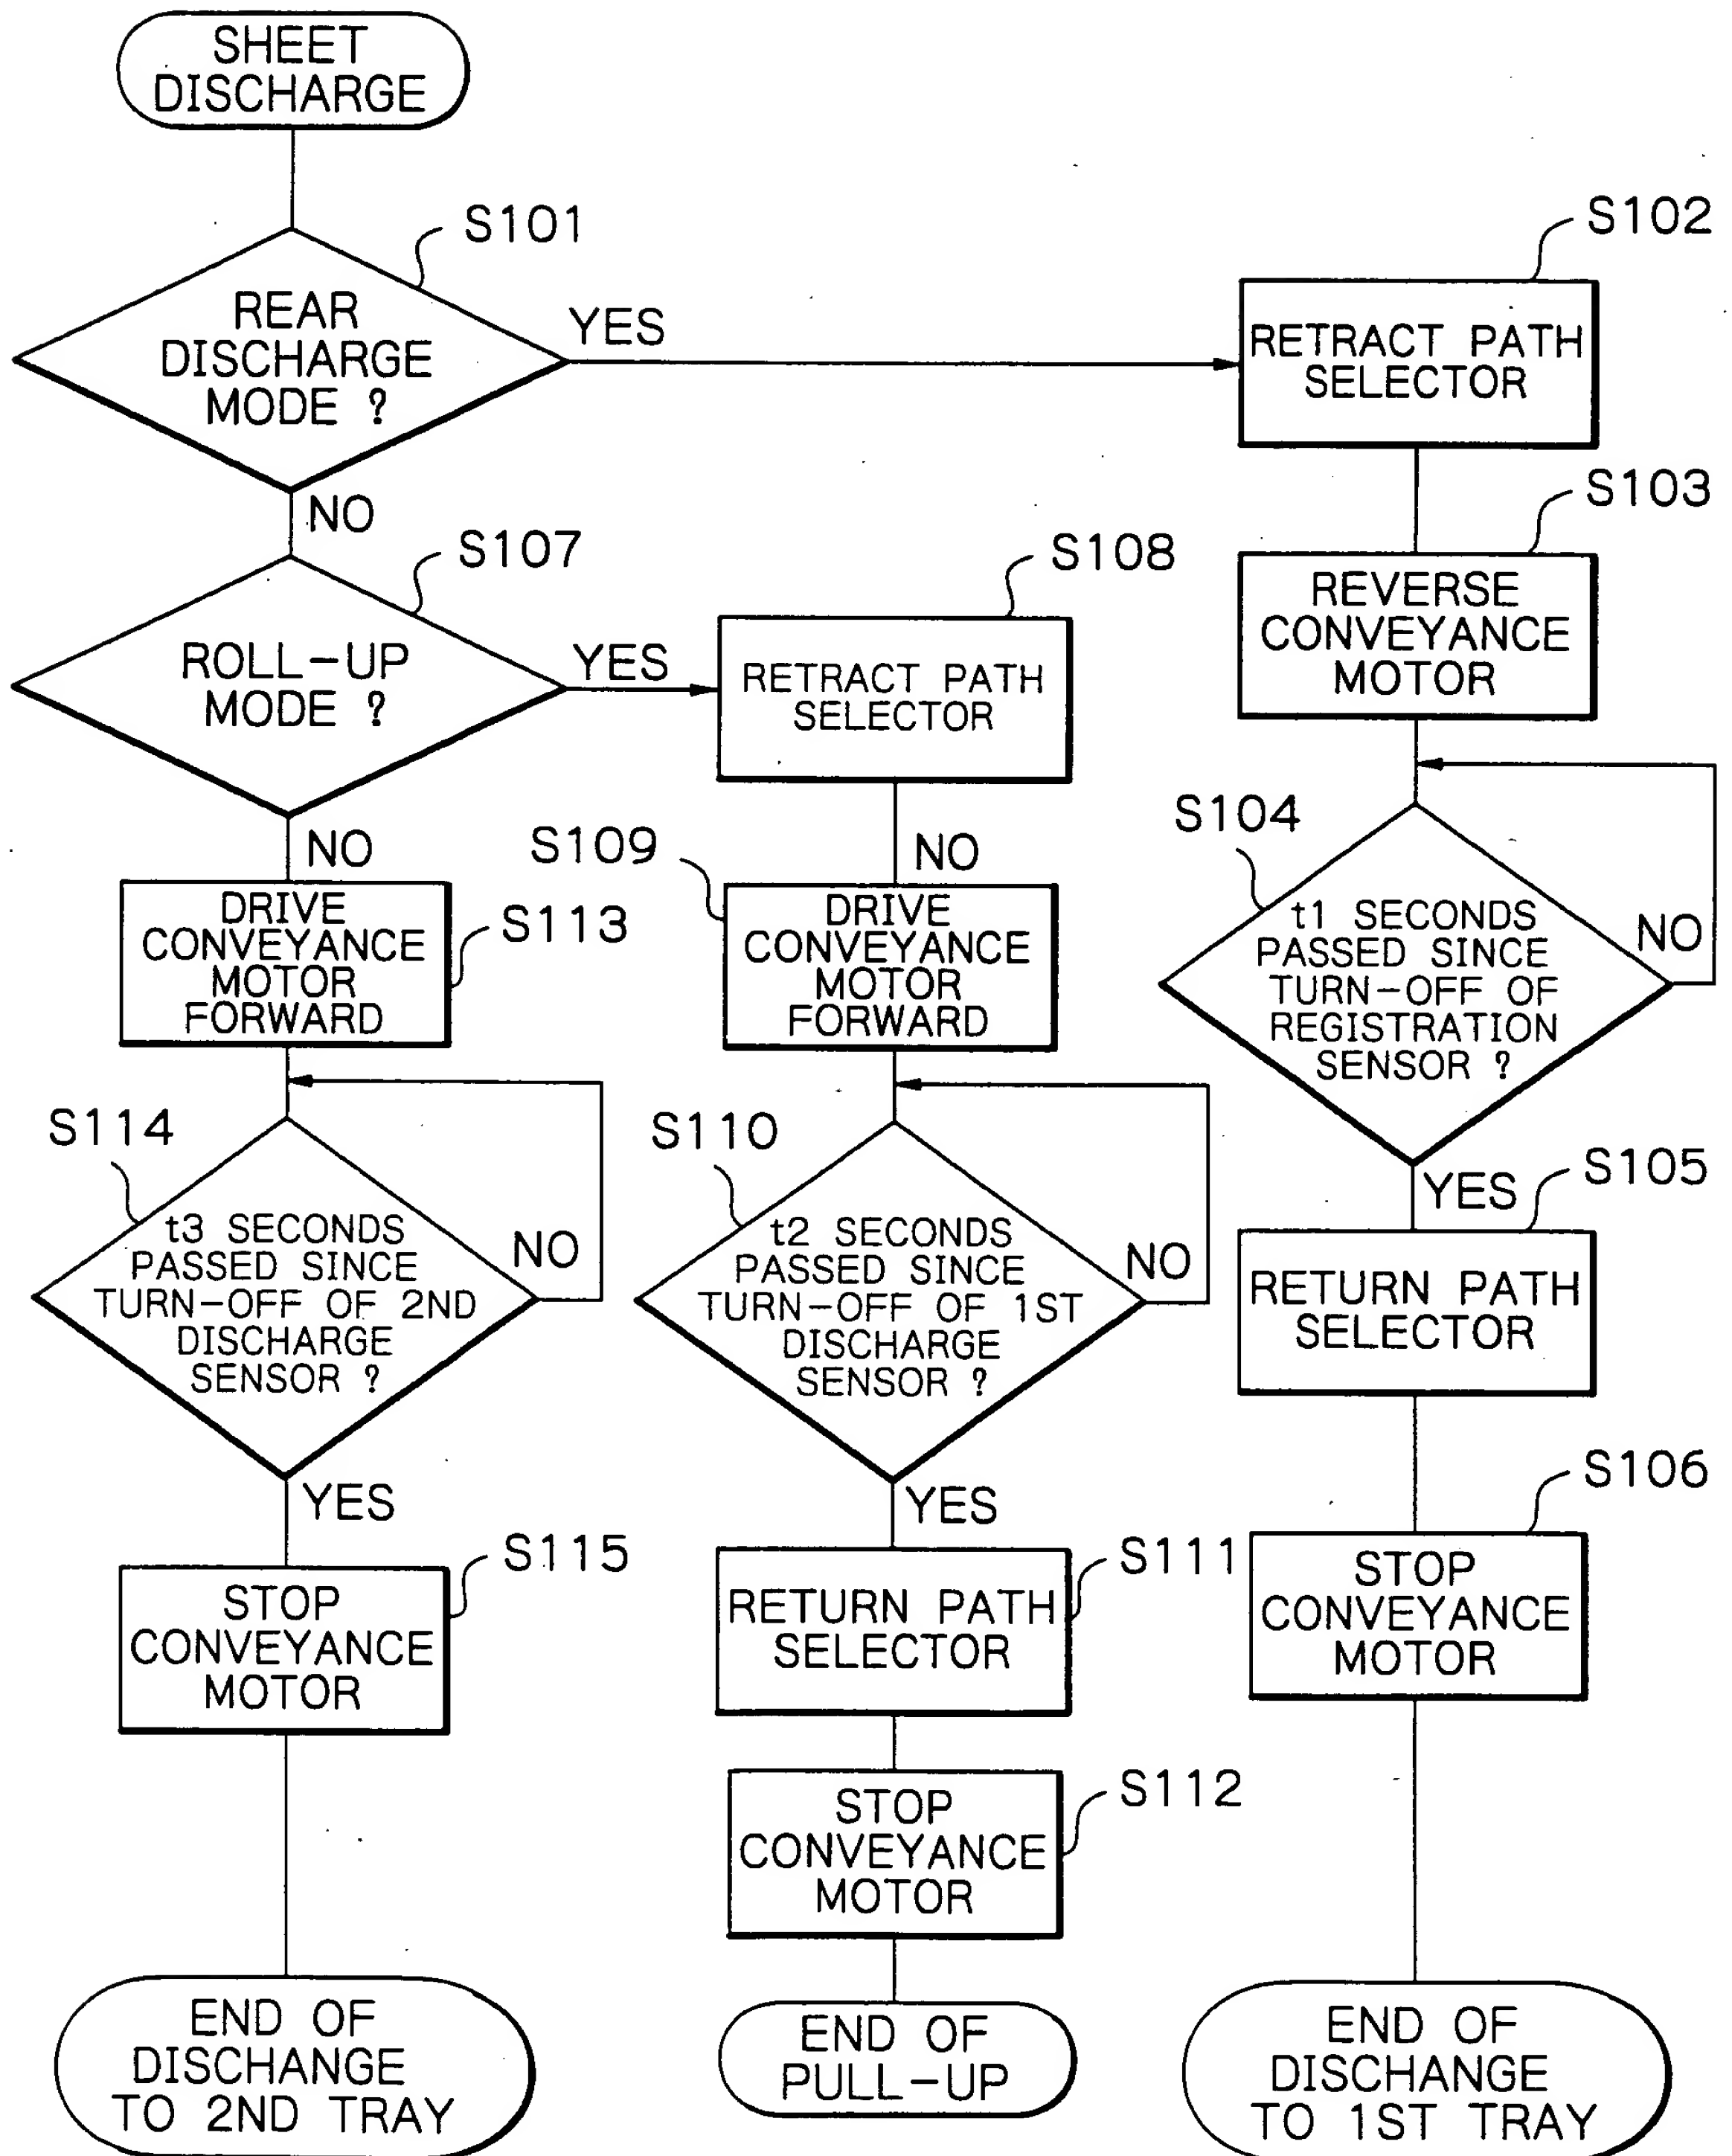 SHEET
DISCHARGE
S101
REAR
DISCHARGE
MODE ?
YES
NO
S102
RETRACT PATH
SELECTOR
S103
REVERSE
CONVEYANCE
MOTOR
S104
t1 SECONDS
PASSED SINCE
TURN-OFF OF
REGISTRATION
SENSOR ?
NO
YES
S105
RETURN PATH
SELECTOR
S106
STOP
CONVEYANCE
MOTOR
END OF
DISCHANGE
TO 1ST TRAY
S107
ROLL-UP
MODE ?
YES
NO
S108
RETRACT PATH
SELECTOR
NO
S109
DRIVE
CONVEYANCE
MOTOR
FORWARD
S110
t2 SECONDS
PASSED SINCE
TURN-OFF OF 1ST
DISCHARGE
SENSOR ?
NO
YES
S111
RETURN PATH
SELECTOR
S112
STOP
CONVEYANCE
MOTOR
END OF
PULL-UP
S113
DRIVE
CONVEYANCE
MOTOR
FORWARD
S114
t3 SECONDS
PASSED SINCE
TURN-OFF OF 2ND
DISCHARGE
SENSOR ?
NO
YES
S115
STOP
CONVEYANCE
MOTOR
END OF
DISCHANGE
TO 2ND TRAY